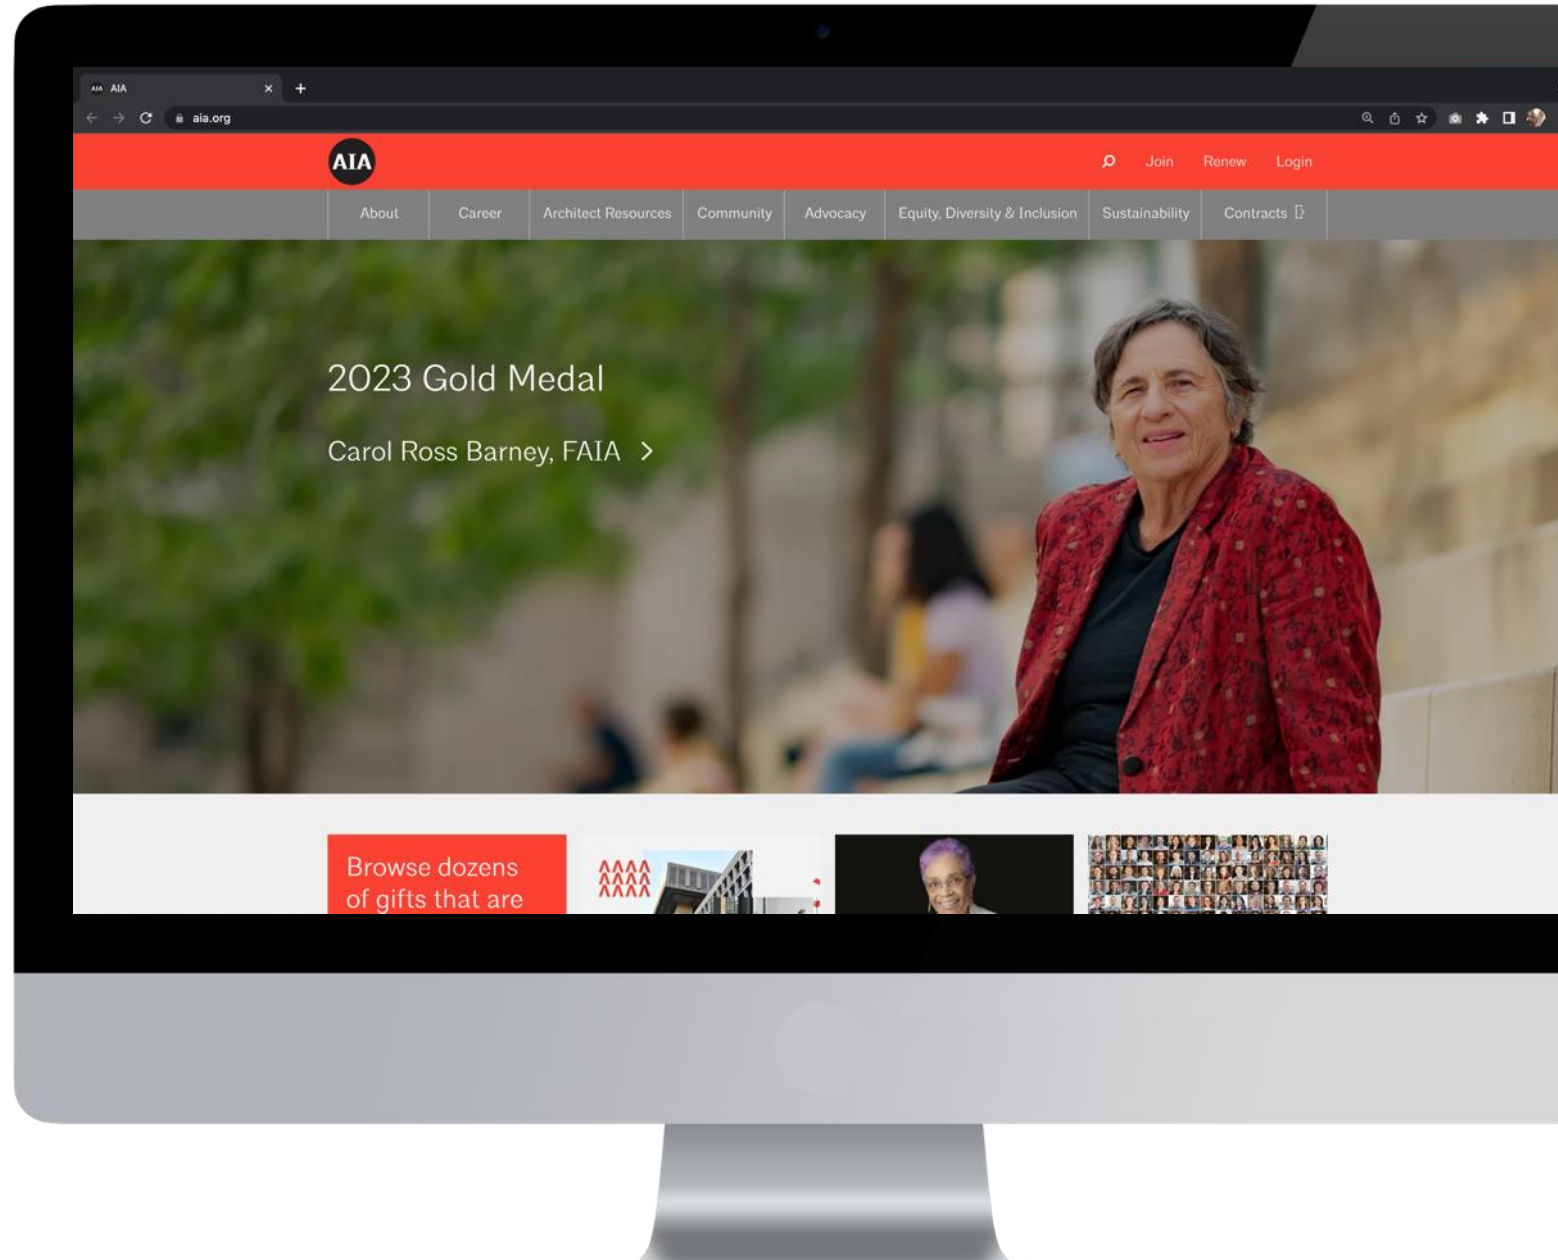 AIA AIA
aia.org
AIA
Join Renew Login
About Career Architect Resources Community Advocacy Equity, Diversity & Inclusion Sustainability Contracts
2023 Gold Medal
Carol Ross Barney, FAIA
Browse dozens
of gifts that are